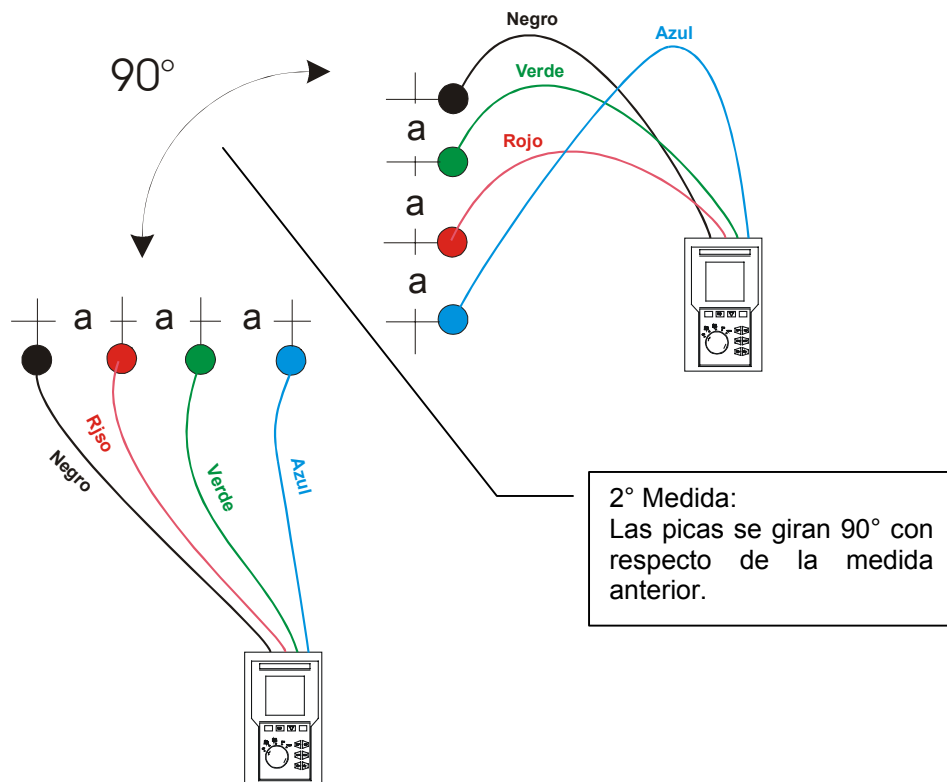 Negro
Azul
90°
Verde
a
Rojo
a
a
a a a
Rjso
Negro
Verde
Azul
2° Medida:
Las picas se giran 90° con
respecto de la medida
anterior.